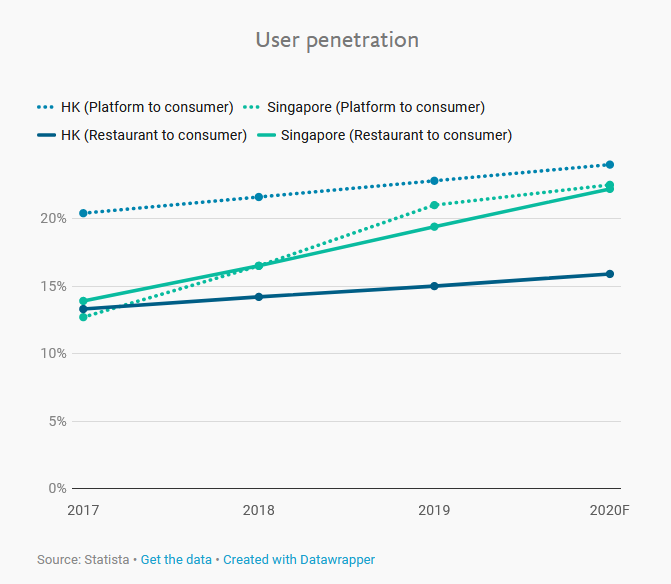 User penetration
HK (Platform to consumer) Singapore (Platform to consumer)
HK (Restaurant to consumer) Singapore (Restaurant to consumer)
20%
15%
10%
5%
0%
2017 2018 2019 2020F
Source: Statista • Get the data • Created with Datawrapper